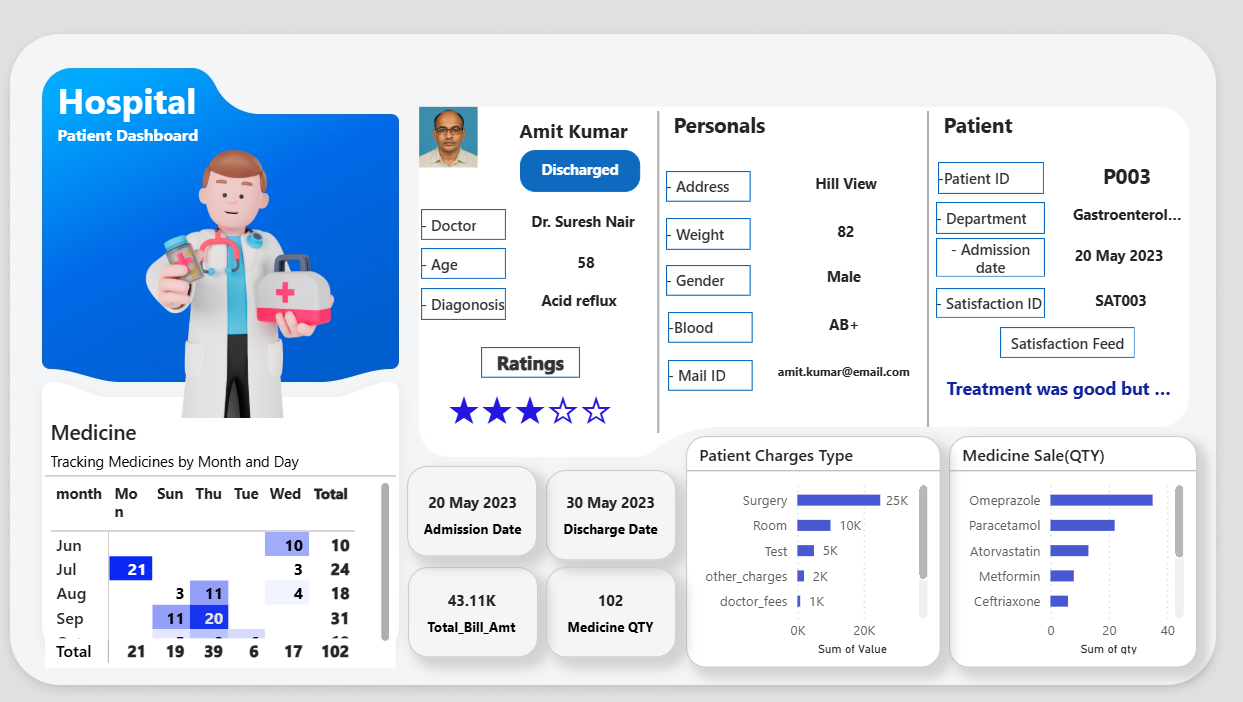 Hospital
Patient Dashboard
Amit Kumar
Discharged
- Doctor Dr. Suresh Nair
- Age 58
- Diagonosis Acid reflux
Ratings
Personals
- Address Hill View
- Weight 82
- Gender Male
-Blood AB+
- Mail ID amit.kumar@email.com
Patient
-Patient ID P003
- Department Gastroenterol...
- Admission
date 20 May 2023
- Satisfaction ID SAT003
Satisfaction Feed
Treatment was good but ...
Medicine
Tracking Medicines by Month and Day
month Mo
n Sun Thu Tue Wed Total
Jun 10 10
Jul 21 3 24
Aug 3 11 4 18
Sep 11 20 31
Total 21 19 39 6 17 102
20 May 2023
Admission Date
30 May 2023
Discharge Date
43.11K
Total_Bill_Amt
102
Medicine QTY
Patient Charges Type
Surgery 25K
Room 10K
Test 5K
other_charges 2K
doctor_fees 1K
0K 20K
Sum of Value
Medicine Sale(QTY)
Omeprazole
Paracetamol
Atorvastatin
Metformin
Ceftriaxone
0 20 40
Sum of qty